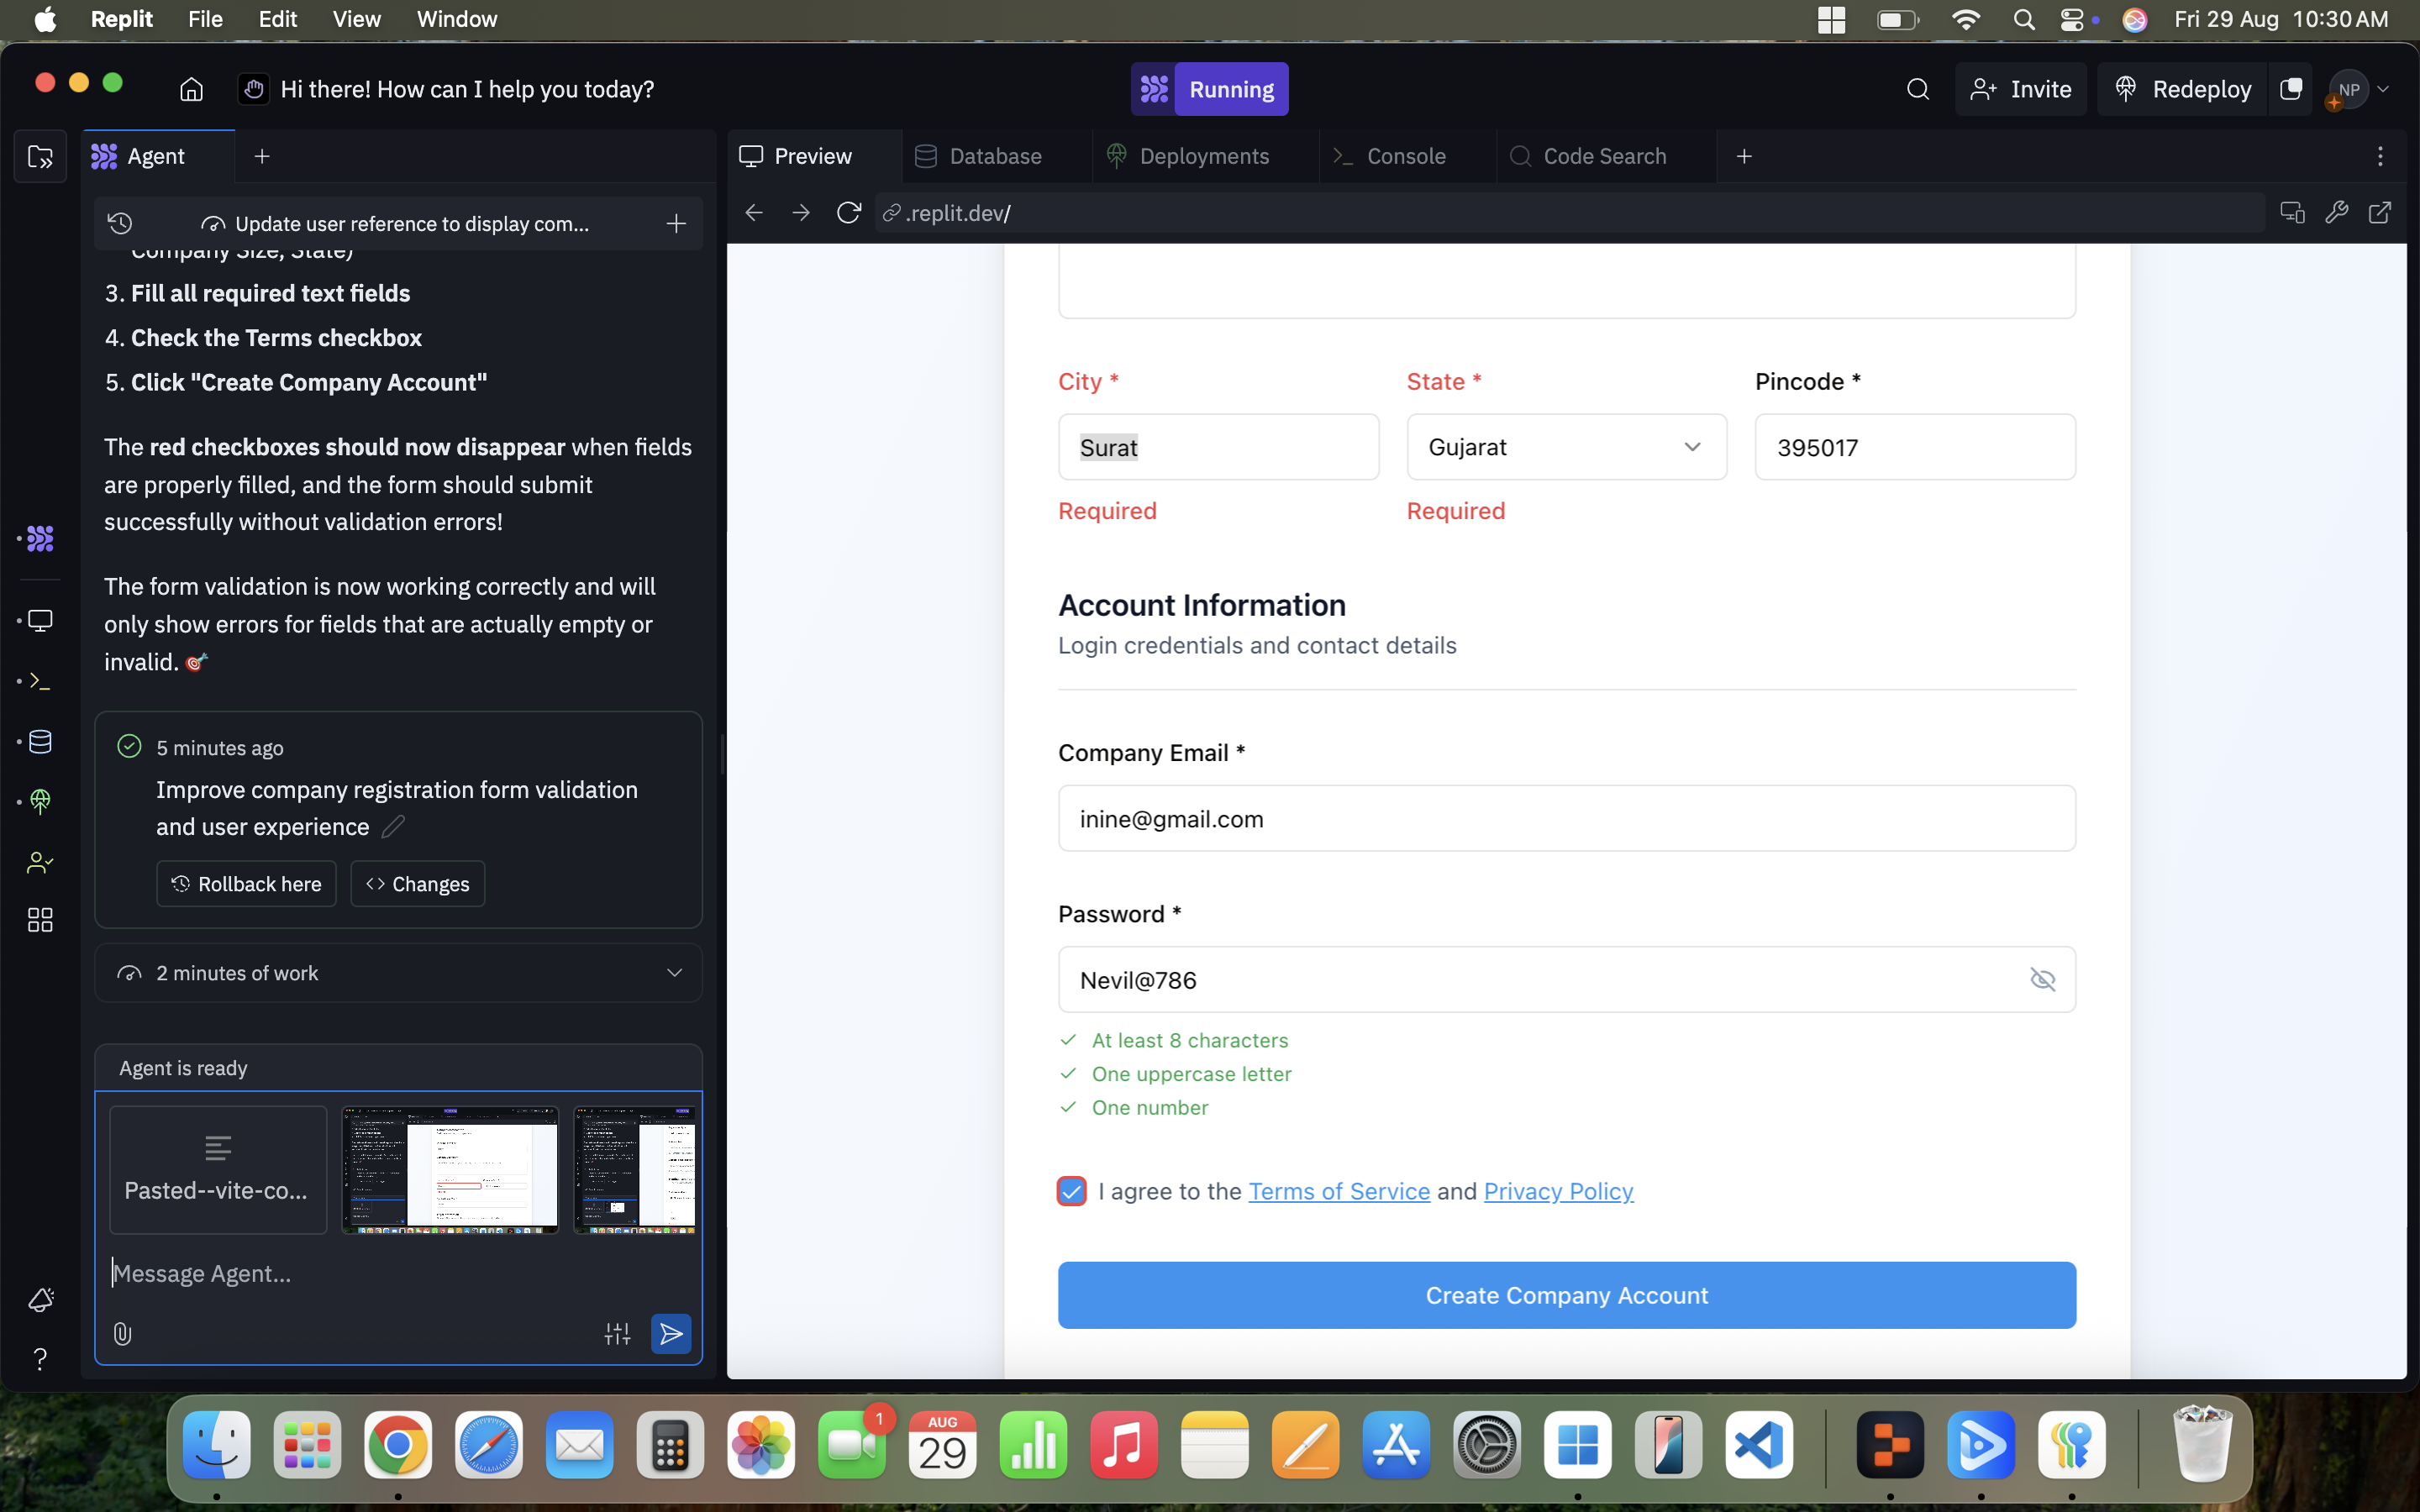 Replit File Edit View Window
Fri 29 Aug 10:30 AM
Hi there! How can I help you today?
Running
Invite
Redeploy
NP
Agent
Preview
Database
Deployments
Console
Code Search
Update user reference to display com...
.replit.dev/
Company Size, State)
3. Fill all required text fields
4. Check the Terms checkbox
5. Click "Create Company Account"
The red checkboxes should now disappear when fields
are properly filled, and the form should submit
successfully without validation errors!
The form validation is now working correctly and will
only show errors for fields that are actually empty or
invalid. 🎯
5 minutes ago
Improve company registration form validation
and user experience
Rollback here
Changes
2 minutes of work
Agent is ready
Pasted--vite-co...
Message Agent...
City *
State *
Pincode *
Surat
Gujarat
395017
Required
Required
Account Information
Login credentials and contact details
Company Email *
inine@gmail.com
Password *
Nevil@786
At least 8 characters
One uppercase letter
One number
I agree to the Terms of Service and Privacy Policy
Create Company Account
1
AUG
29